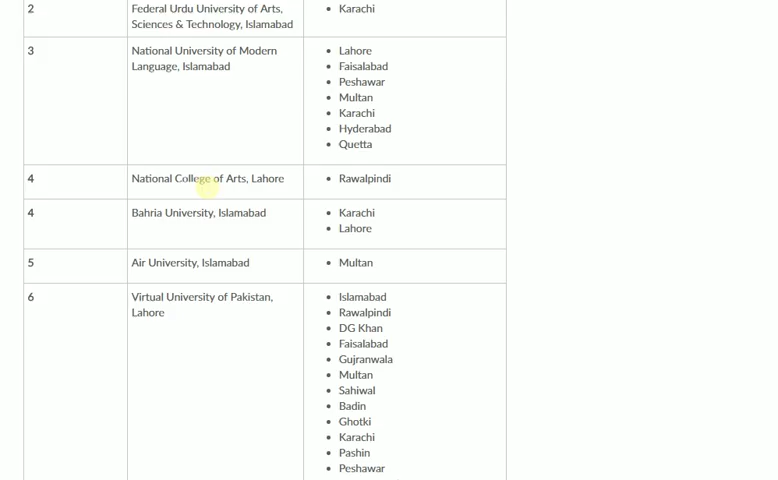 2
Federal Urdu University of Arts,
Sciences & Technology, Islamabad
• Karachi
3
National University of Modern
Language, Islamabad
• Lahore
• Faisalabad
• Peshawar
• Multan
• Karachi
• Hyderabad
• Quetta
4
National College of Arts, Lahore
• Rawalpindi
4
Bahria University, Islamabad
• Karachi
• Lahore
5
Air University, Islamabad
• Multan
6
Virtual University of Pakistan,
Lahore
• Islamabad
• Rawalpindi
• DG Khan
• Faisalabad
• Gujranwala
• Multan
• Sahiwal
• Badin
• Ghotki
• Karachi
• Pashin
• Peshawar